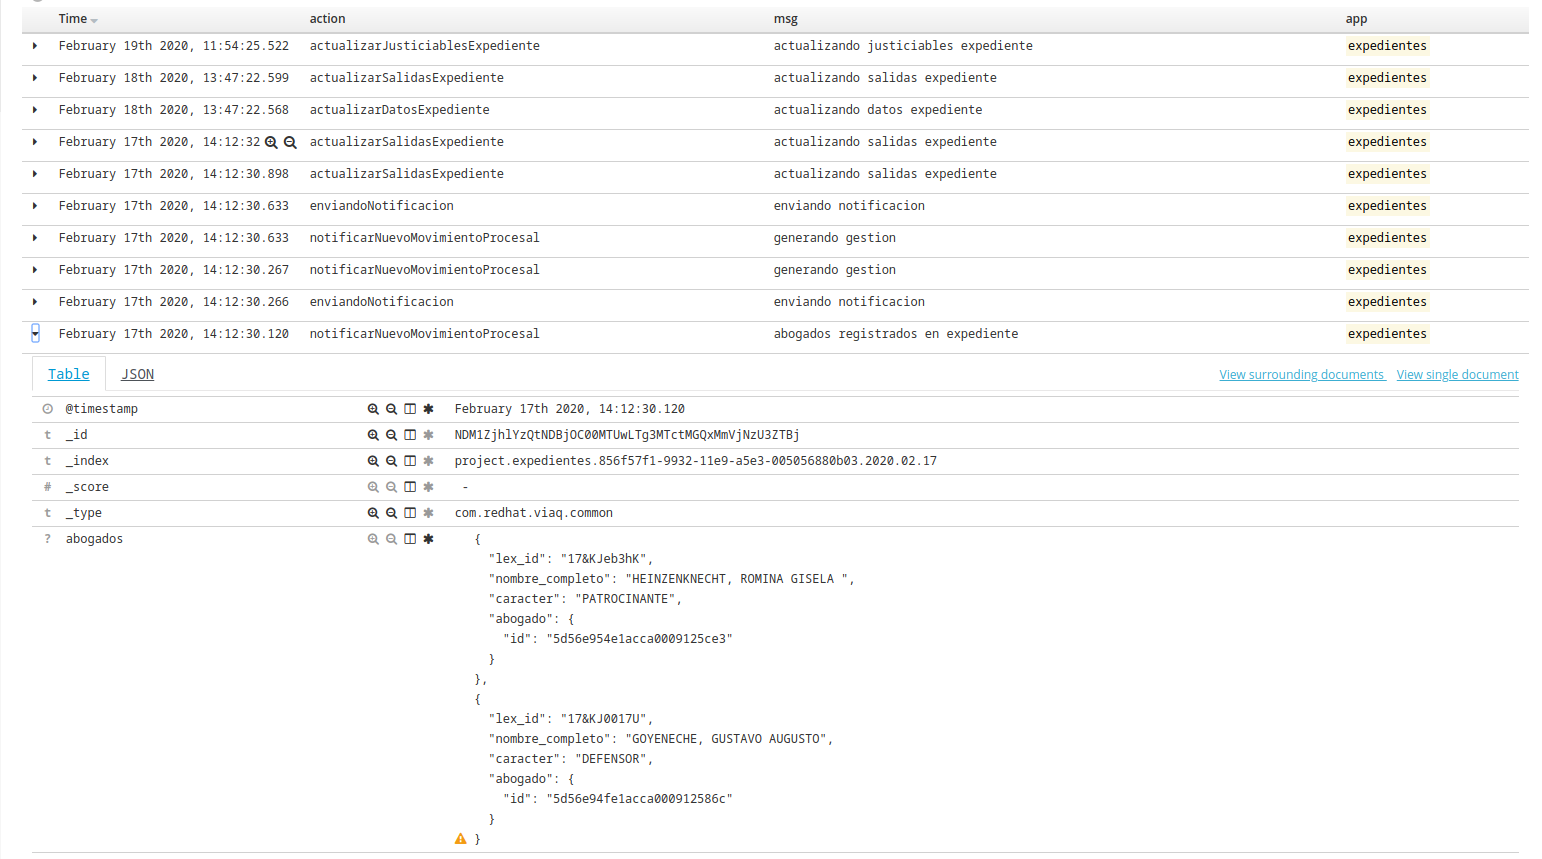 Time action msg app
February 19th 2020, 11:54:25.522 actualizarJusticiablesExpediente actualizando justiciables expediente expedientes
February 18th 2020, 13:47:22.599 actualizarSalidasExpediente actualizando salidas expediente expedientes
February 18th 2020, 13:47:22.568 actualizarDatosExpediente actualizando datos expediente expedientes
February 17th 2020, 14:12:32 actualizarSalidasExpediente actualizando salidas expediente expedientes
February 17th 2020, 14:12:30.898 actualizarSalidasExpediente actualizando salidas expediente expedientes
February 17th 2020, 14:12:30.633 enviandoNotificacion enviando notificacion expedientes
February 17th 2020, 14:12:30.633 notificarNuevoMovimientoProcesal generando gestion expedientes
February 17th 2020, 14:12:30.267 notificarNuevoMovimientoProcesal generando gestion expedientes
February 17th 2020, 14:12:30.266 enviandoNotificacion enviando notificacion expedientes
February 17th 2020, 14:12:30.120 notificarNuevoMovimientoProcesal abogados registrados en expediente expedientes
Table JSON View surrounding documents View single document
@timestamp February 17th 2020, 14:12:30.120
t _id NDM1ZjhlYzQtNDBjOC00MTUwLTg3MTctMGQxMmVjNzU3ZTBj
t _index project.expedientes.856f57f1-9932-11e9-a5e3-005056880b03.2020.02.17
# _score -
t _type com.redhat.viaq.common
? abogados {
"lex_id": "17&KJeb3hK",
"nombre_completo": "HEINZENKNECHT, ROMINA GISELA ",
"caracter": "PATROCINANTE",
"abogado": {
"id": "5d56e954e1acca0009125ce3"
}
},
{
"lex_id": "17&KJ0017U",
"nombre_completo": "GOYENECHE, GUSTAVO AUGUSTO",
"caracter": "DEFENSOR",
"abogado": {
"id": "5d56e94fe1acca000912586c"
}
}